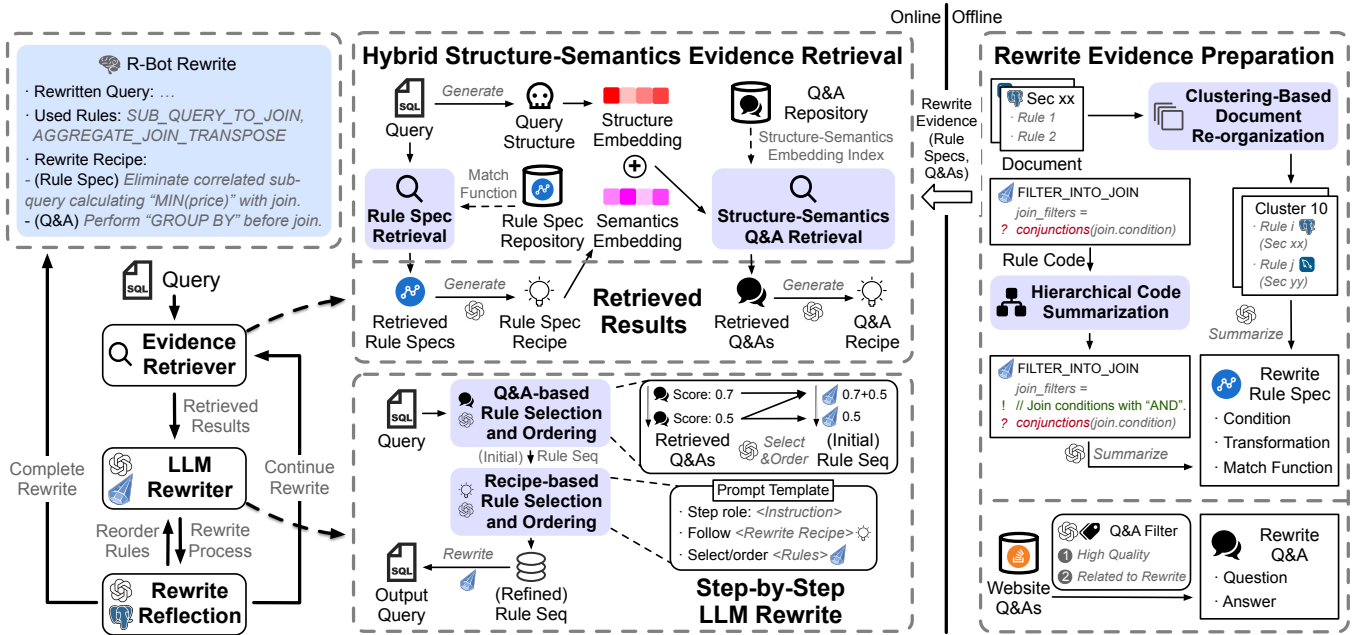 Online
Offline
R-Bot Rewrite
· Rewritten Query: ...
· Used Rules: SUB_QUERY_TO_JOIN,
AGGREGATE_JOIN_TRANSPOSE
· Rewrite Recipe:
- (Rule Spec) Eliminate correlated sub-
query calculating “MIN(price)” with join.
- (Q&A) Perform “GROUP BY” before join.
SQL
Query
Evidence
Retriever
Retrieved
Results
LLM
Rewriter
Complete
Rewrite
Continue
Rewrite
Reorder
Rules
Rewrite
Process
Rewrite
Reflection
Hybrid Structure-Semantics Evidence Retrieval
SQL
Query
Generate
Query
Structure
Structure
Embedding
Q&A
Repository
Structure-Semantics
Embedding Index
Match
Function
Rule Spec
Retrieval
Rule Spec
Repository
Semantics
Embedding
Structure-Semantics
Q&A Retrieval
Retrieved
Rule Specs
Generate
Rule Spec
Recipe
Retrieved
Results
Retrieved
Q&As
Generate
Q&A
Recipe
SQL
Query
Q&A-based
Rule Selection
and Ordering
(Initial)
Rule Seq
Score: 0.7
0.7+0.5
Score: 0.5
0.5
Retrieved
Q&As
Select
&Order
(Initial)
Rule Seq
Recipe-based
Rule Selection
and Ordering
Prompt Template
· Step role: <Instruction>
· Follow <Rewrite Recipe>
· Select/order <Rules>
SQL
Output
Query
Rewrite
(Refined)
Rule Seq
Step-by-Step
LLM Rewrite
Rewrite
Evidence
(Rule
Specs,
Q&As)
Rewrite Evidence Preparation
Sec xx
· Rule 1
· Rule 2
Document
Clustering-Based
Document
Re-organization
FILTER_INTO_JOIN
join_filters =
? conjunctions(join.condition)
Rule Code
Cluster 10
· Rule i
(Sec xx)
· Rule j
(Sec yy)
Hierarchical Code
Summarization
Summarize
FILTER_INTO_JOIN
join_filters =
! // Join conditions with “AND”.
? conjunctions(join.condition)
Summarize
Rewrite
Rule Spec
· Condition
· Transformation
· Match Function
Website
Q&As
Q&A Filter
1 High Quality
2 Related to Rewrite
Rewrite
Q&A
· Question
· Answer